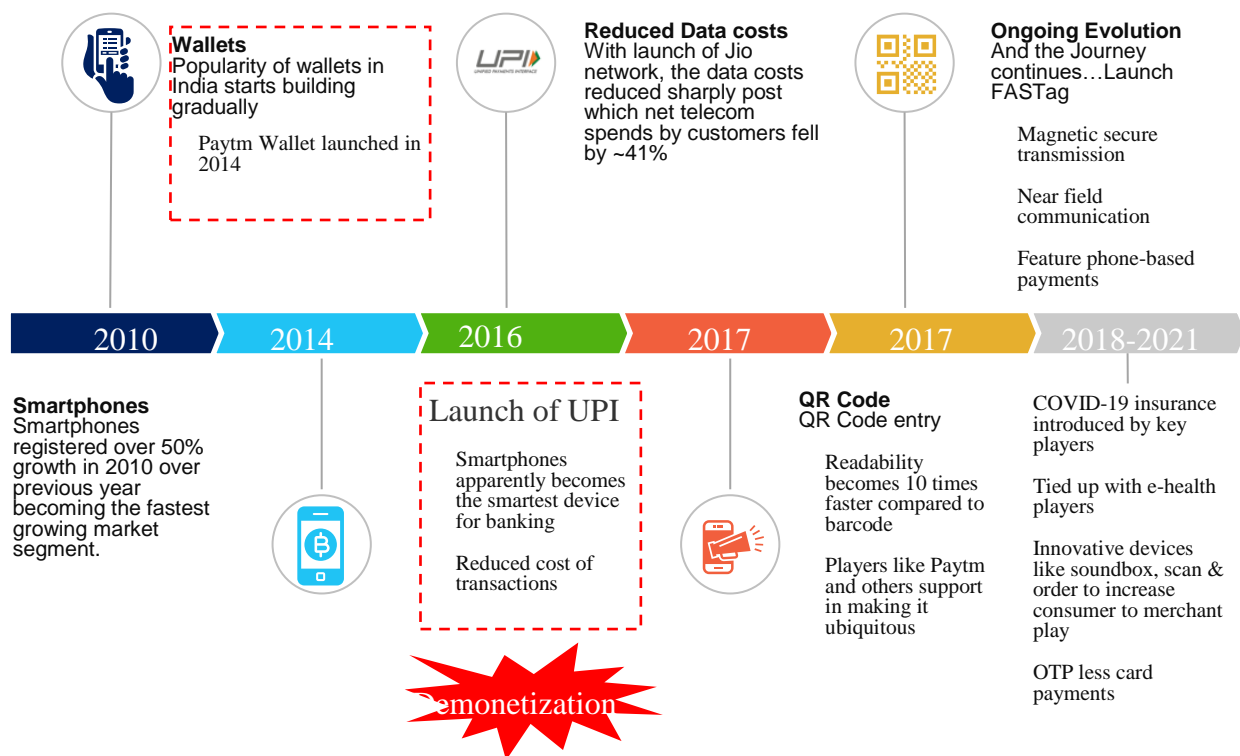 Wallets
Popularity of wallets in
India starts building
gradually
Paytm Wallet launched in
2014
UPI
UNIFIED PAYMENTS INTERFACE
Reduced Data costs
With launch of Jio
network, the data costs
reduced sharply post
which net telecom
spends by customers fell
by ~41%
Ongoing Evolution
And the Journey
continues…Launch
FASTag
Magnetic secure
transmission
Near field
communication
Feature phone-based
payments
2010
2014
2016
2017
2017
2018-2021
Smartphones
Smartphones
registered over 50%
growth in 2010 over
previous year
becoming the fastest
growing market
segment.
Launch of UPI
Smartphones
apparently becomes
the smartest device
for banking
Reduced cost of
transactions
Demonetization
QR Code
QR Code entry
Readability
becomes 10 times
faster compared to
barcode
Players like Paytm
and others support
in making it
ubiquitous
COVID-19 insurance
introduced by key
players
Tied up with e-health
players
Innovative devices
like soundbox, scan &
order to increase
consumer to merchant
play
OTP less card
payments